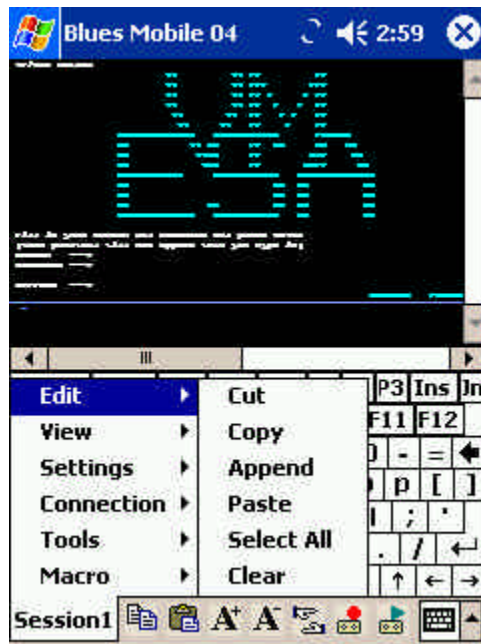 Blues Mobile 04 2:59
VM
ESA
Edit
View
Settings
Connection
Tools
Macro
Cut
Copy
Append
Paste
Select All
Clear
P3 Ins
F11 F12
- =
p [ ]
; '
. /
Session1 A+ A-